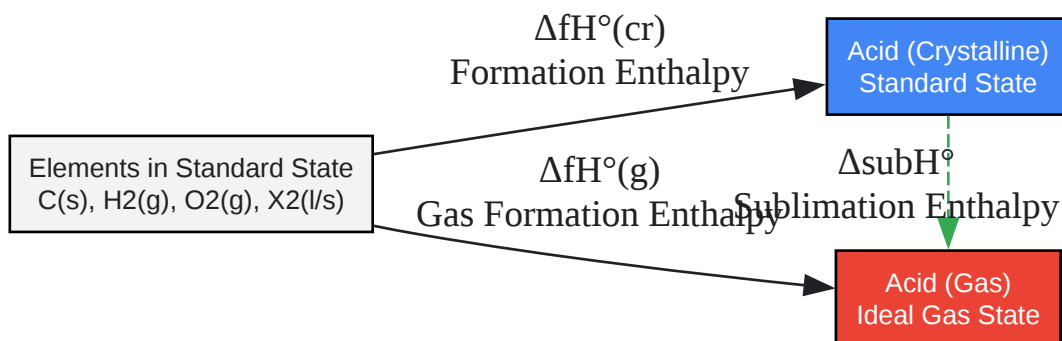 ΔfH°(cr)
Formation Enthalpy
Acid (Crystalline)
Standard State
Elements in Standard State
C(s), H2(g), O2(g), X2(l/s)
ΔfH°(g)
Gas Formation Enthalpy
ΔsubH°
Sublimation Enthalpy
Acid (Gas)
Ideal Gas State